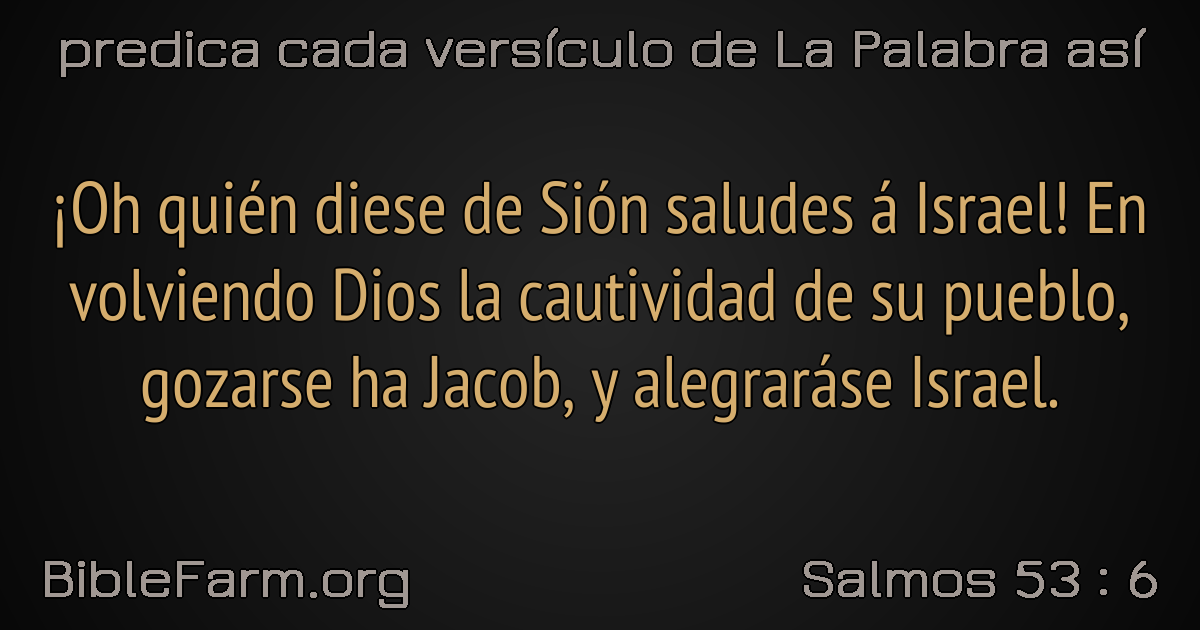 predica cada versículo de La Palabra así
¡Oh quién diese de Sión saludes á Israel! En
volviendo Dios la cautividad de su pueblo,
gozarse ha Jacob, y alegraráse Israel.
BibleFarm.org
Salmos 53 : 6